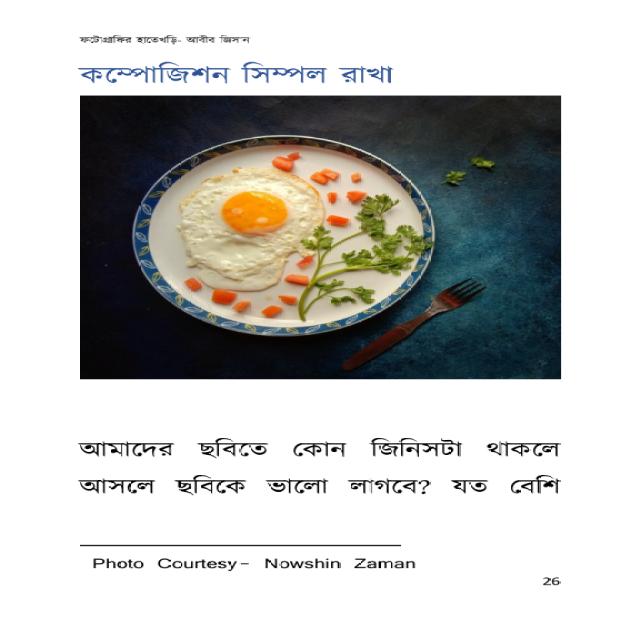 ফটোগ্রাফির হাতেখড়ি- আবীর জিসান
কম্পোজিশন সিম্পল রাখা
আমাদের ছবিতে কোন জিনিসটা থাকলে
আসলে ছবিকে ভালো লাগবে? যত বেশি
Photo Courtesy- Nowshin Zaman
26